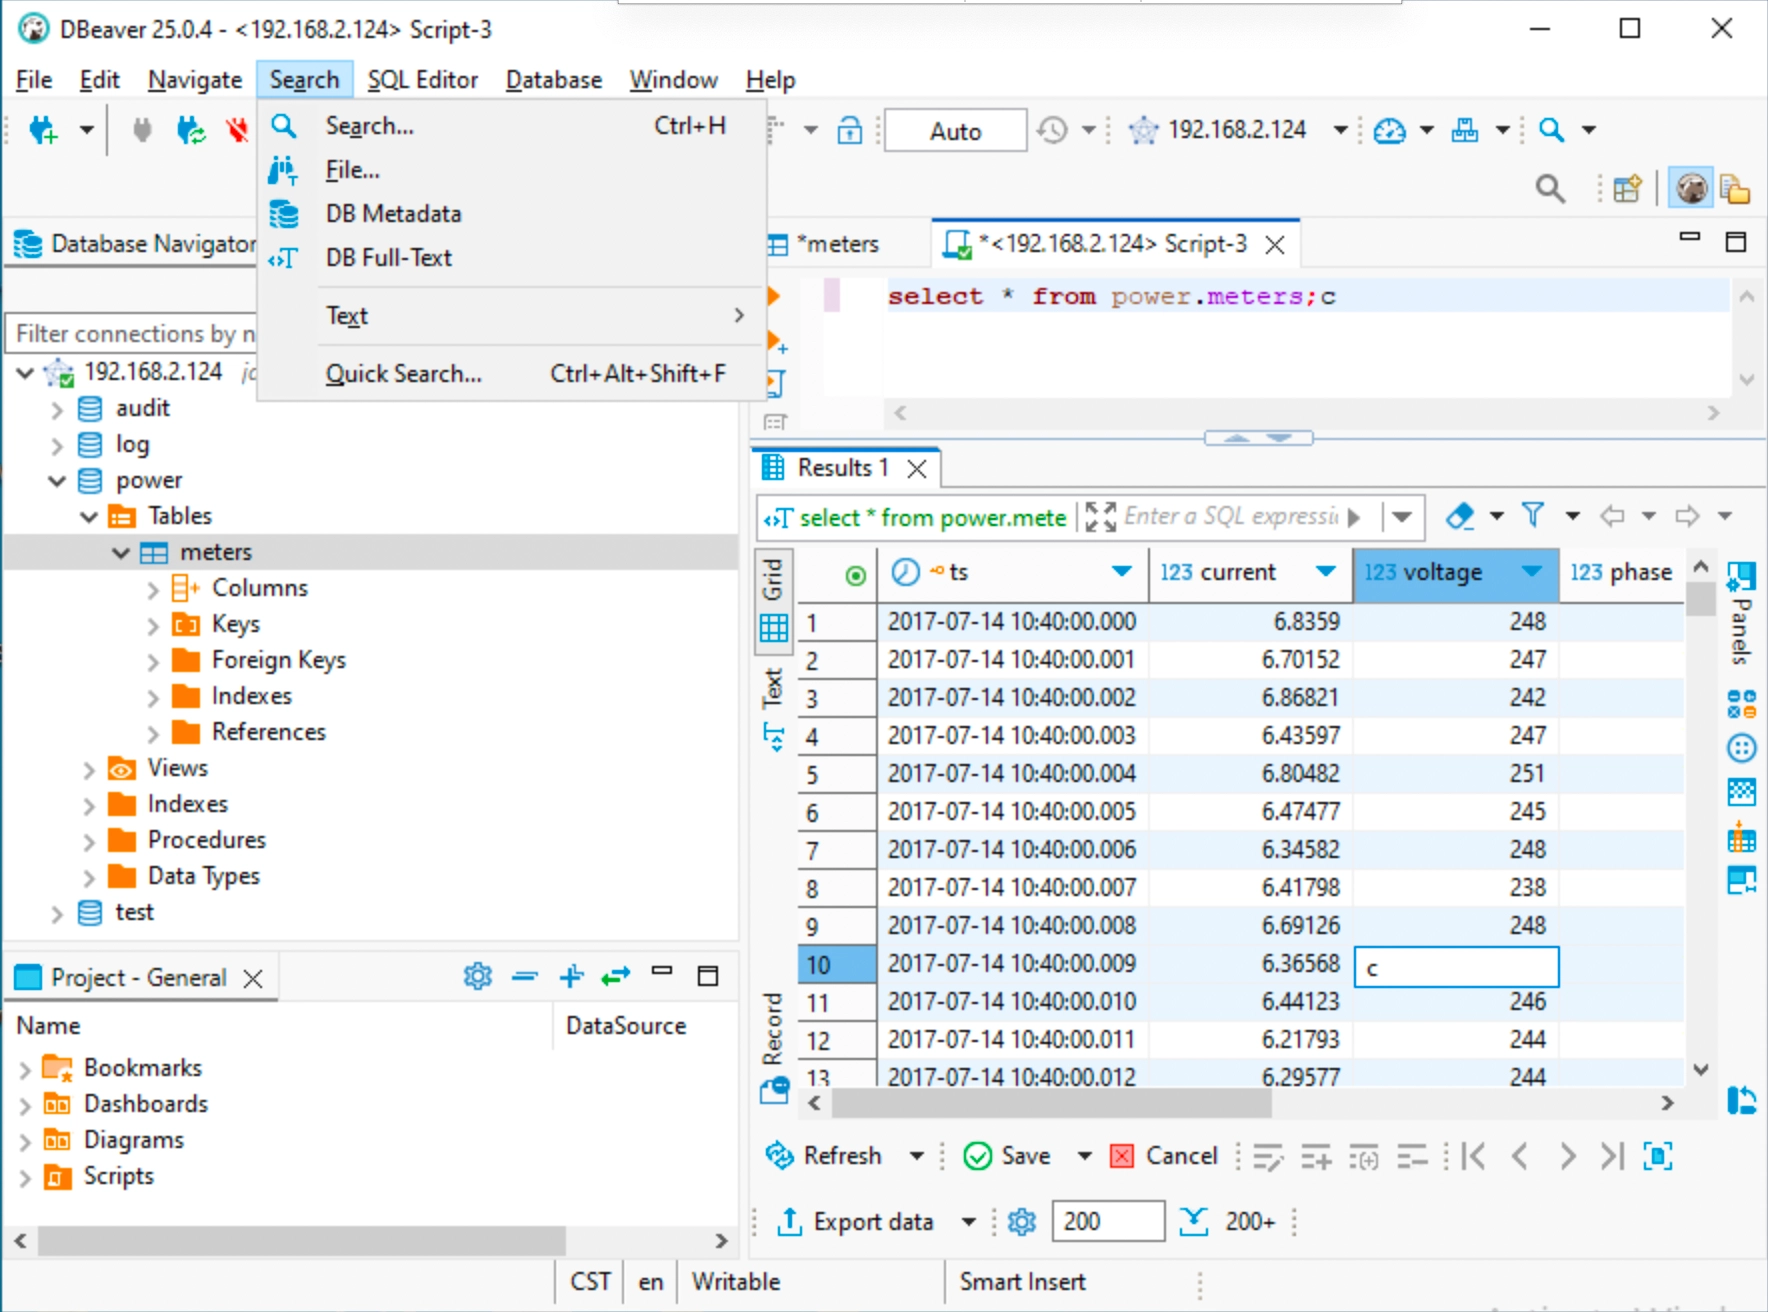 DBeaver 25.0.4 - <192.168.2.124> Script-3
File Edit Navigate Search SQL Editor Database Window Help
Search... Ctrl+H
File...
DB Metadata
DB Full-Text
Text
Quick Search... Ctrl+Alt+Shift+F
Auto
192.168.2.124
Database Navigator
Filter connections by n
192.168.2.124
audit
log
power
Tables
meters
Columns
Keys
Foreign Keys
Indexes
References
Views
Indexes
Procedures
Data Types
test
Project - General
Name DataSource
Bookmarks
Dashboards
Diagrams
Scripts
*meters
*<192.168.2.124> Script-3
select * from power.meters;c
Results 1
select * from power.mete
Enter a SQL expressi
Grid
Text
Record
Panels
ts 123 current 123 voltage 123 phase
1 2017-07-14 10:40:00.000 6.8359 248
2 2017-07-14 10:40:00.001 6.70152 247
3 2017-07-14 10:40:00.002 6.86821 242
4 2017-07-14 10:40:00.003 6.43597 247
5 2017-07-14 10:40:00.004 6.80482 251
6 2017-07-14 10:40:00.005 6.47477 245
7 2017-07-14 10:40:00.006 6.34582 248
8 2017-07-14 10:40:00.007 6.41798 238
9 2017-07-14 10:40:00.008 6.69126 248
10 2017-07-14 10:40:00.009 6.36568 c
11 2017-07-14 10:40:00.010 6.44123 246
12 2017-07-14 10:40:00.011 6.21793 244
13 2017-07-14 10:40:00.012 6.29577 244
Refresh Save Cancel
Export data 200 200+
CST en Writable Smart Insert